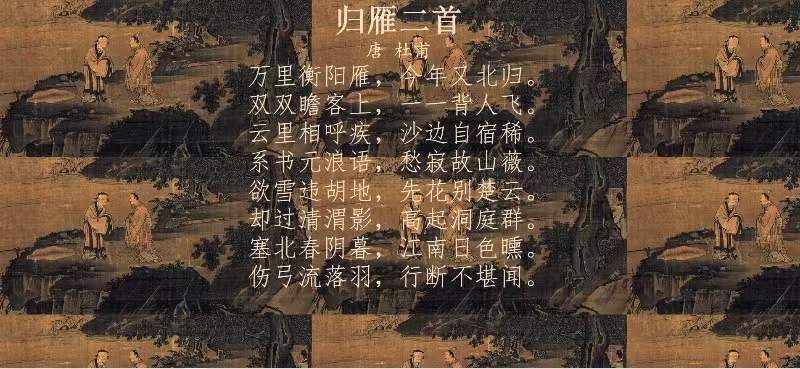 归雁二首
唐 杜甫
万里衡阳雁，今年又北归。
双双瞻客上，一一背人飞。
云里相呼疾，沙边自宿稀。
系书元浪语，愁寂故山薇。
欲雪违胡地，先花别楚云。
却过清渭影，高起洞庭群。
塞北春阴暮，江南日色曛。
伤弓流落羽，行断不堪闻。